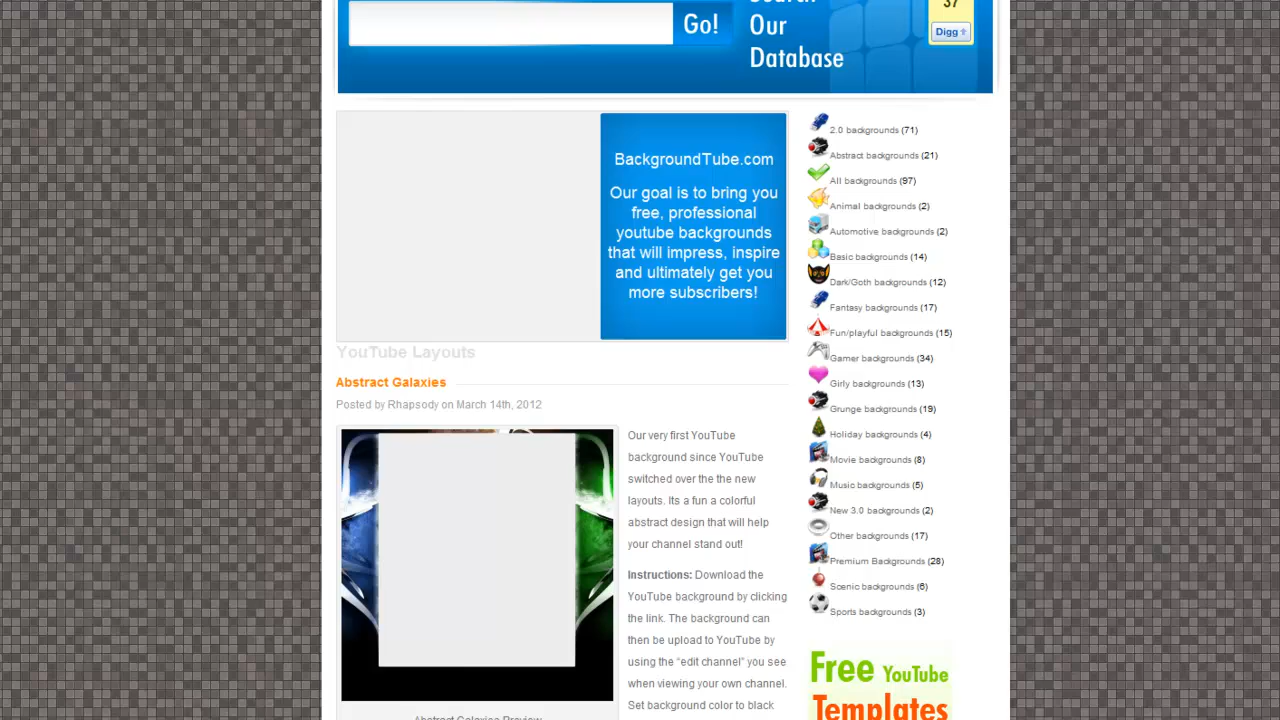 37
Digg
Go!
Search
Our
Database
BackgroundTube.com
Our goal is to bring you
free, professional
youtube backgrounds
that will impress, inspire
and ultimately get you
more subscribers!
YouTube Layouts
Abstract Galaxies
Posted by Rhapsody on March 14th, 2012
Our very first YouTube
background since YouTube
switched over the the new
layouts. Its a fun a colorful
abstract design that will help
your channel stand out!
Instructions: Download the
YouTube background by clicking
the link. The background can
then be upload to YouTube by
using the “edit channel” you see
when viewing your own channel.
Set background color to black
Abstract Galaxies Preview
2.0 backgrounds (71)
Abstract backgrounds (21)
All backgrounds (97)
Animal backgrounds (2)
Automotive backgrounds (2)
Basic backgrounds (14)
Dark/Goth backgrounds (12)
Fantasy backgrounds (17)
Fun/playful backgrounds (15)
Gamer backgrounds (34)
Girly backgrounds (13)
Grunge backgrounds (19)
Holiday backgrounds (4)
Movie backgrounds (8)
Music backgrounds (5)
New 3.0 backgrounds (2)
Other backgrounds (17)
Premium Backgrounds (28)
Scenic backgrounds (6)
Sports backgrounds (3)
Free YouTube
Templates